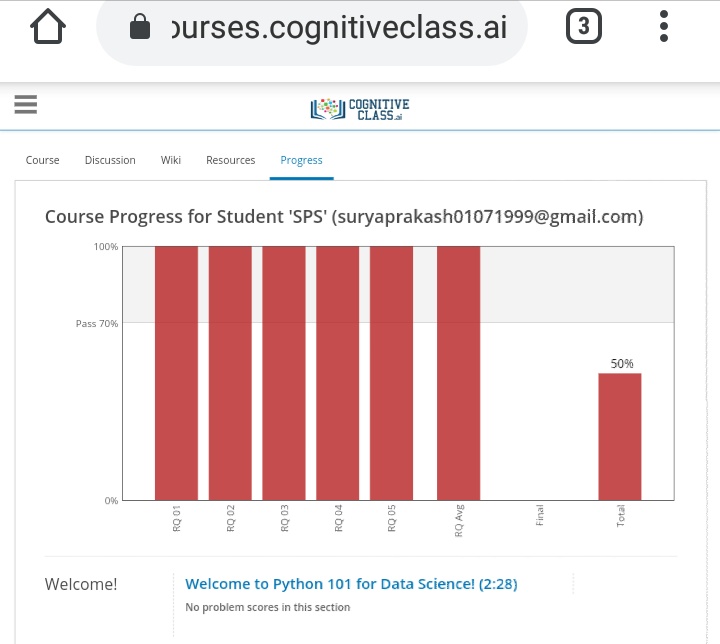 ourses.cognitiveclass.ai
3
COGNITIVE
CLASS.ai
Course Discussion Wiki Resources Progress
Course Progress for Student 'SPS' (suryaprakash01071999@gmail.com)
100%
Pass 70%
50%
0%
RQ 01 RQ 02 RQ 03 RQ 04 RQ 05 RQ Avg Final Total
Welcome!
Welcome to Python 101 for Data Science! (2:28)
No problem scores in this section